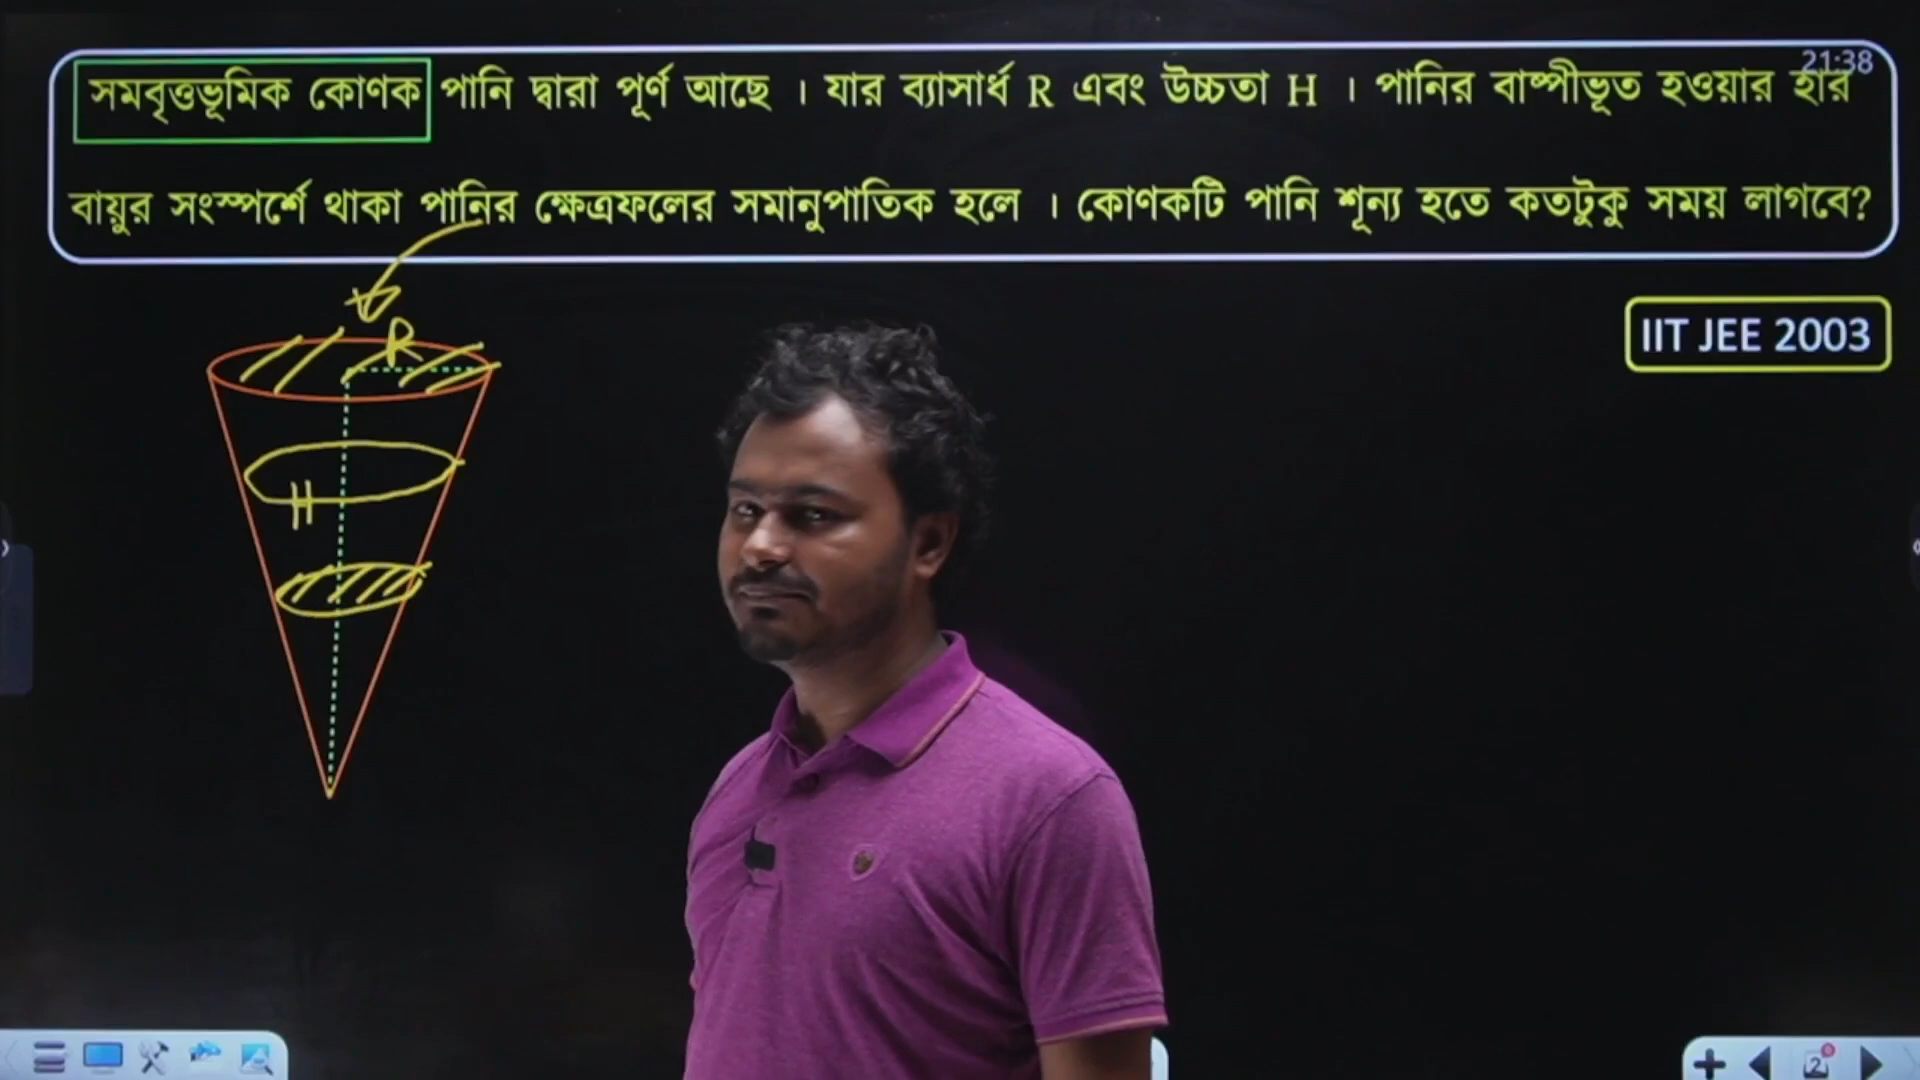 সমবৃত্তভূমিক কোণক পানি দ্বারা পূর্ণ আছে । যার ব্যাসার্ধ R এবং উচ্চতা H । পানির বাষ্পীভূত হওয়ার হার
21:38
বায়ুর সংস্পর্শে থাকা পানির ক্ষেত্রফলের সমানুপাতিক হলে । কোণকটি পানি শূন্য হতে কতটুকু সময় লাগবে?
IIT JEE 2003
R
H
2